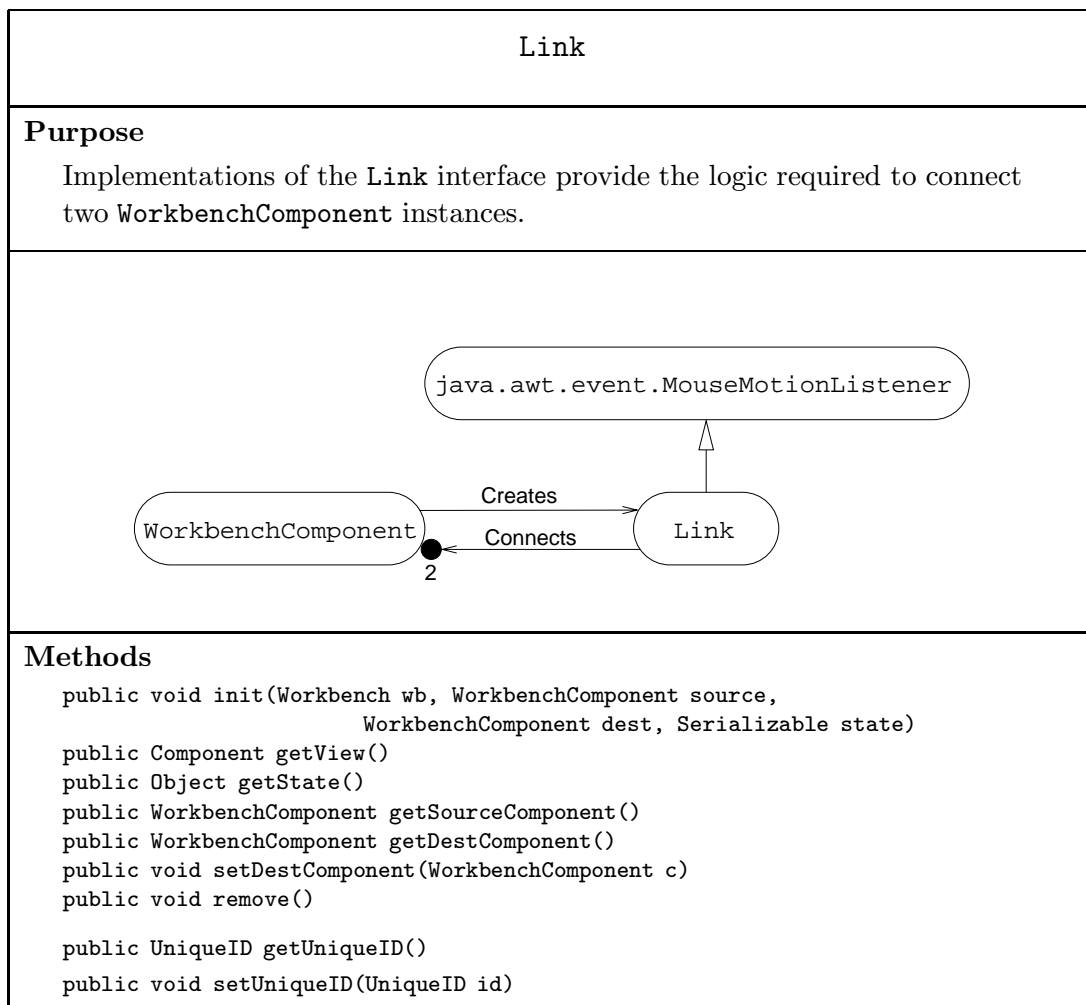 Link
Purpose
Implementations of the Link interface provide the logic required to connect
two WorkbenchComponent instances.
java.awt.event.MouseMotionListener
Creates
WorkbenchComponent
Link
Connects
2
Methods
public void init(Workbench wb, WorkbenchComponent source,
WorkbenchComponent dest, Serializable state)
public Component getView()
public Object getState()
public WorkbenchComponent getSourceComponent()
public WorkbenchComponent getDestComponent()
public void setDestComponent(WorkbenchComponent c)
public void remove()
public UniqueID getUniqueID()
public void setUniqueID(UniqueID id)